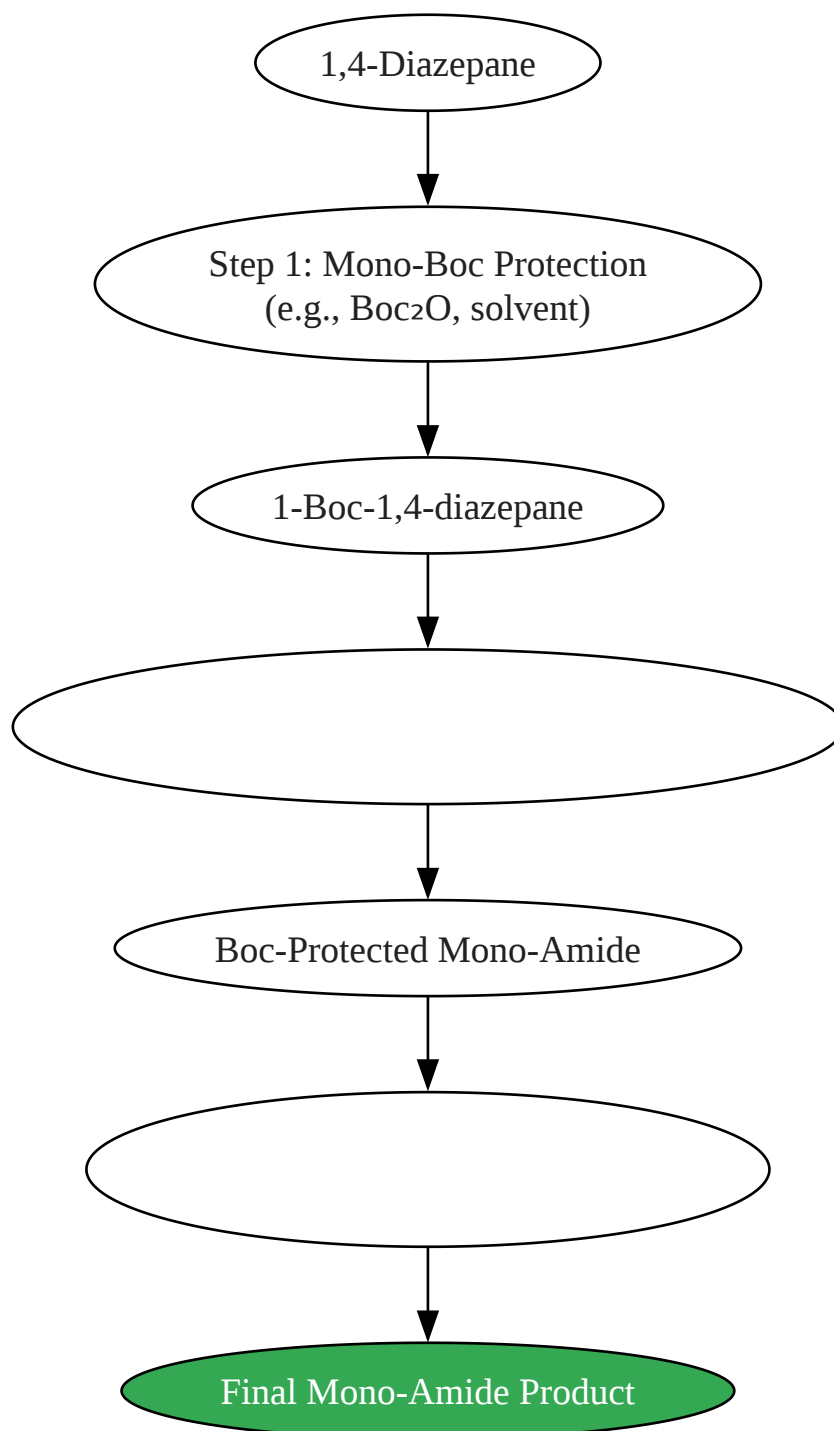 1,4-Diazepane
Step 1: Mono-Boc Protection
(e.g., Boc₂O, solvent)
1-Boc-1,4-diazepane
Boc-Protected Mono-Amide
Final Mono-Amide Product